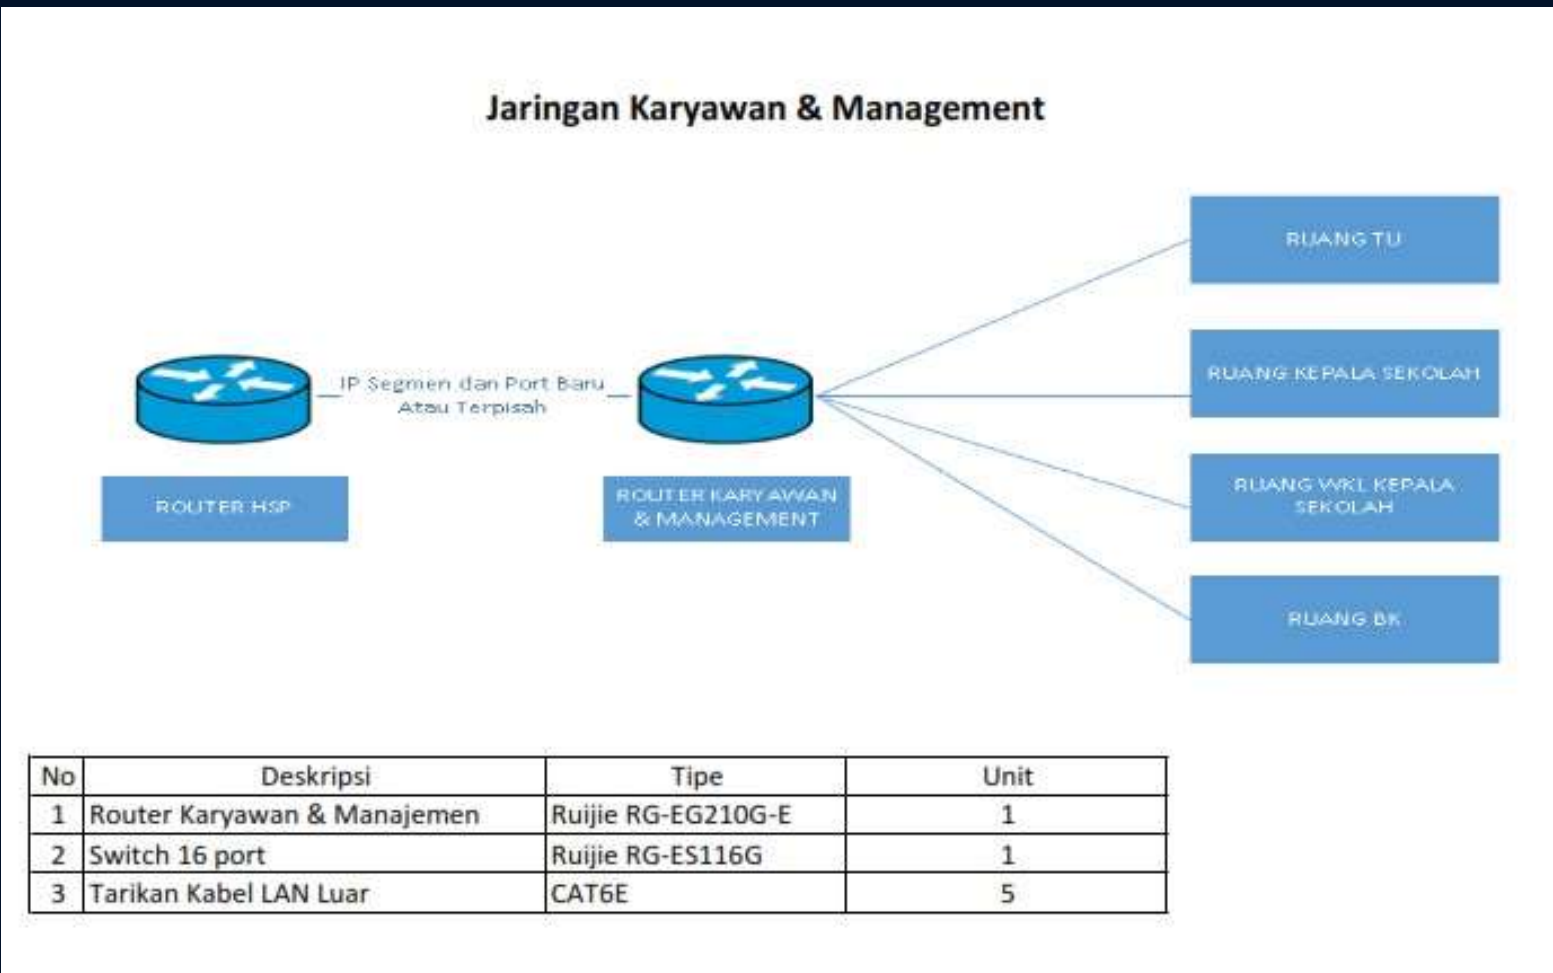 Jaringan Karyawan & Management
RUANG TU
RUANG KEPALA SEKOLAH
IP Segmen dan Port Baru
Atau Terpisah
RUANG WKL KEPALA
SEKOLAH
ROUTER HSP
ROUTER KARYAWAN
& MANAGEMENT
RUANG BK
No Deskripsi Tipe Unit
1 Router Karyawan & Manajemen Ruijie RG-EG210G-E 1
2 Switch 16 port Ruijie RG-ES116G 1
3 Tarikan Kabel LAN Luar CAT6E 5